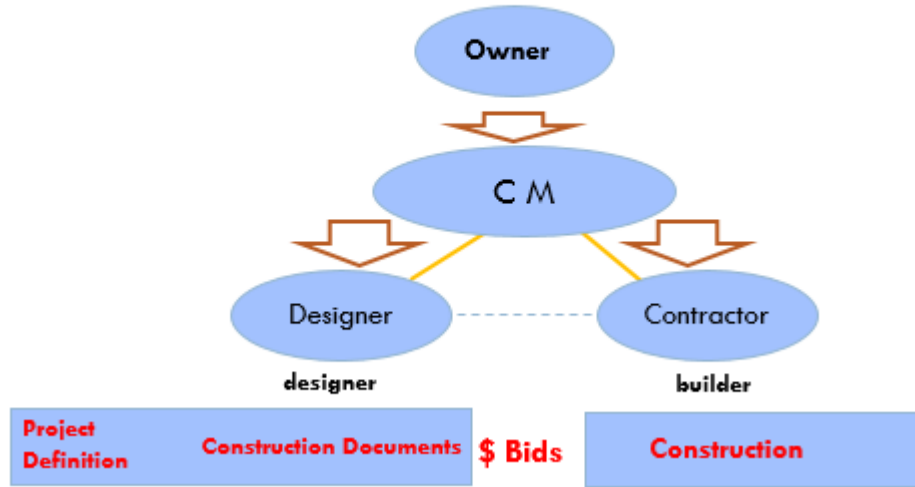 Owner
C M
Designer
Contractor
designer
builder
Project
Definition
Construction Documents
$ Bids
Construction